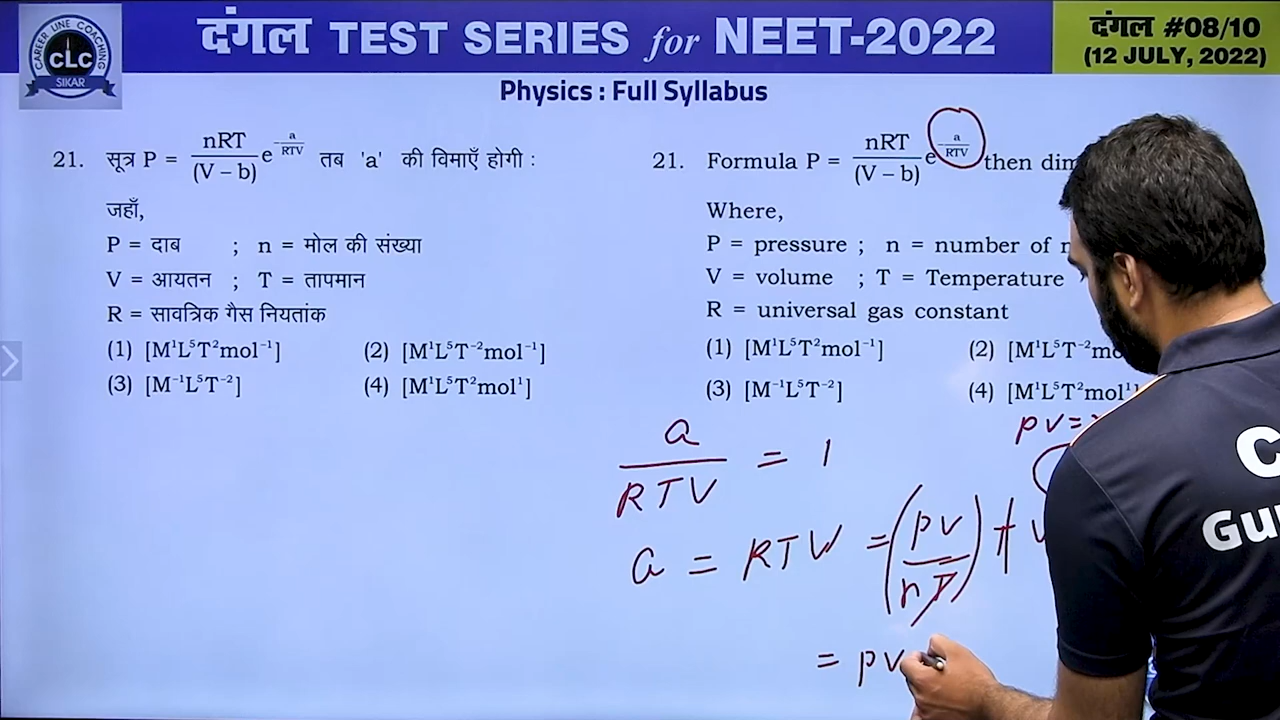 CAREER LINE COACHING
CLC
SIKAR
दंगल TEST SERIES for NEET-2022
दंगल #08/10
(12 JULY, 2022)
Physics : Full Syllabus
21. सूत्र P = nRT/(V – b) e^(–a/RTV) तब 'a' की विमाएँ होगी :
जहाँ,
P = दाब ; n = मोल की संख्या
V = आयतन ; T = तापमान
R = सावत्रिक गैस नियतांक
(1) [M¹L⁵T²mol⁻¹] (2) [M¹L⁵T⁻²mol⁻¹]
(3) [M⁻¹L⁵T⁻²] (4) [M¹L⁵T²mol¹]
21. Formula P = nRT/(V – b) e^(–a/RTV) then
Where,
P = pressure ; n = number of
V = volume ; T = Temperature
R = universal gas constant
(1) [M¹L⁵T²mol⁻¹] (2) [M¹L⁵T⁻²
(3) [M⁻¹L⁵T⁻²] (4) [M¹L⁵T²mol¹]
PV =
a/RTV = 1
a = RTV = (PV/nT) T V
= PV
C
Gu